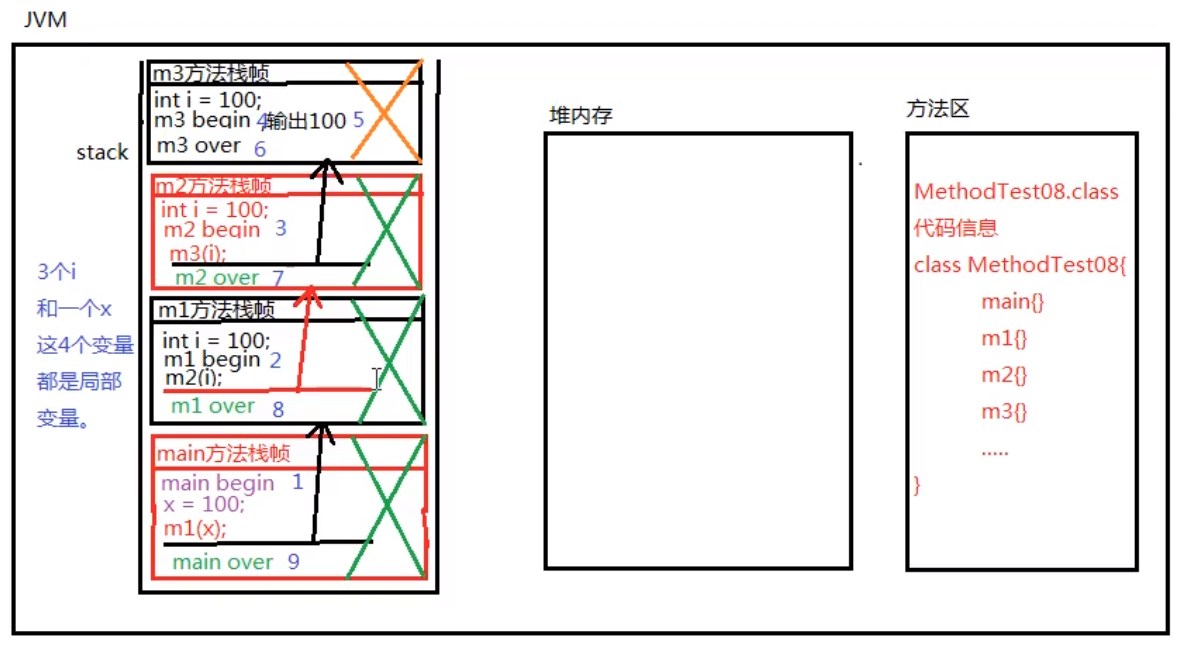 JVM
m3方法栈帧
int i = 100;
m3 begin 4 输出100 5
m3 over 6
stack
m2方法栈帧
int i = 100;
m2 begin 3
m3(i);
m2 over 7
3个i
和一个x
这4个变量
都是局部
变量。
m1方法栈帧
int i = 100;
m1 begin 2
m2(i);
m1 over 8
main方法栈帧
main begin 1
x = 100;
m1(x);
main over 9
堆内存
方法区
MethodTest08.class
代码信息
class MethodTest08{
main{}
m1{}
m2{}
m3{}
.....
}